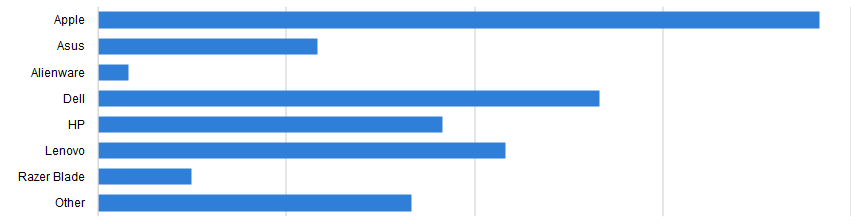 Apple
Asus
Alienware
Dell
HP
Lenovo
Razer Blade
Other